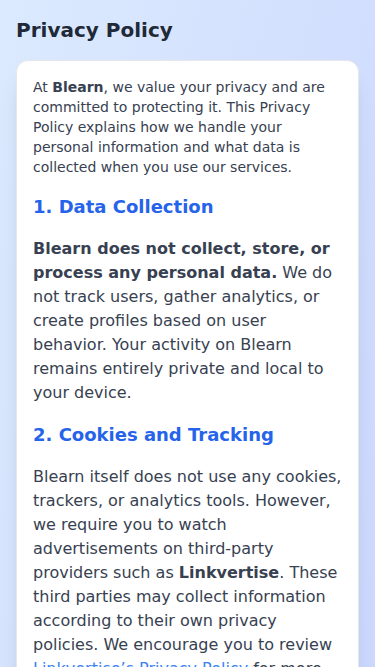 Privacy Policy
At Blearn, we value your privacy and are
committed to protecting it. This Privacy
Policy explains how we handle your
personal information and what data is
collected when you use our services.
1. Data Collection
Blearn does not collect, store, or
process any personal data. We do
not track users, gather analytics, or
create profiles based on user
behavior. Your activity on Blearn
remains entirely private and local to
your device.
2. Cookies and Tracking
Blearn itself does not use any cookies,
trackers, or analytics tools. However,
we require you to watch
advertisements on third-party
providers such as Linkvertise. These
third parties may collect information
according to their own privacy
policies. We encourage you to review
Linkvertise's Privacy Policy for more